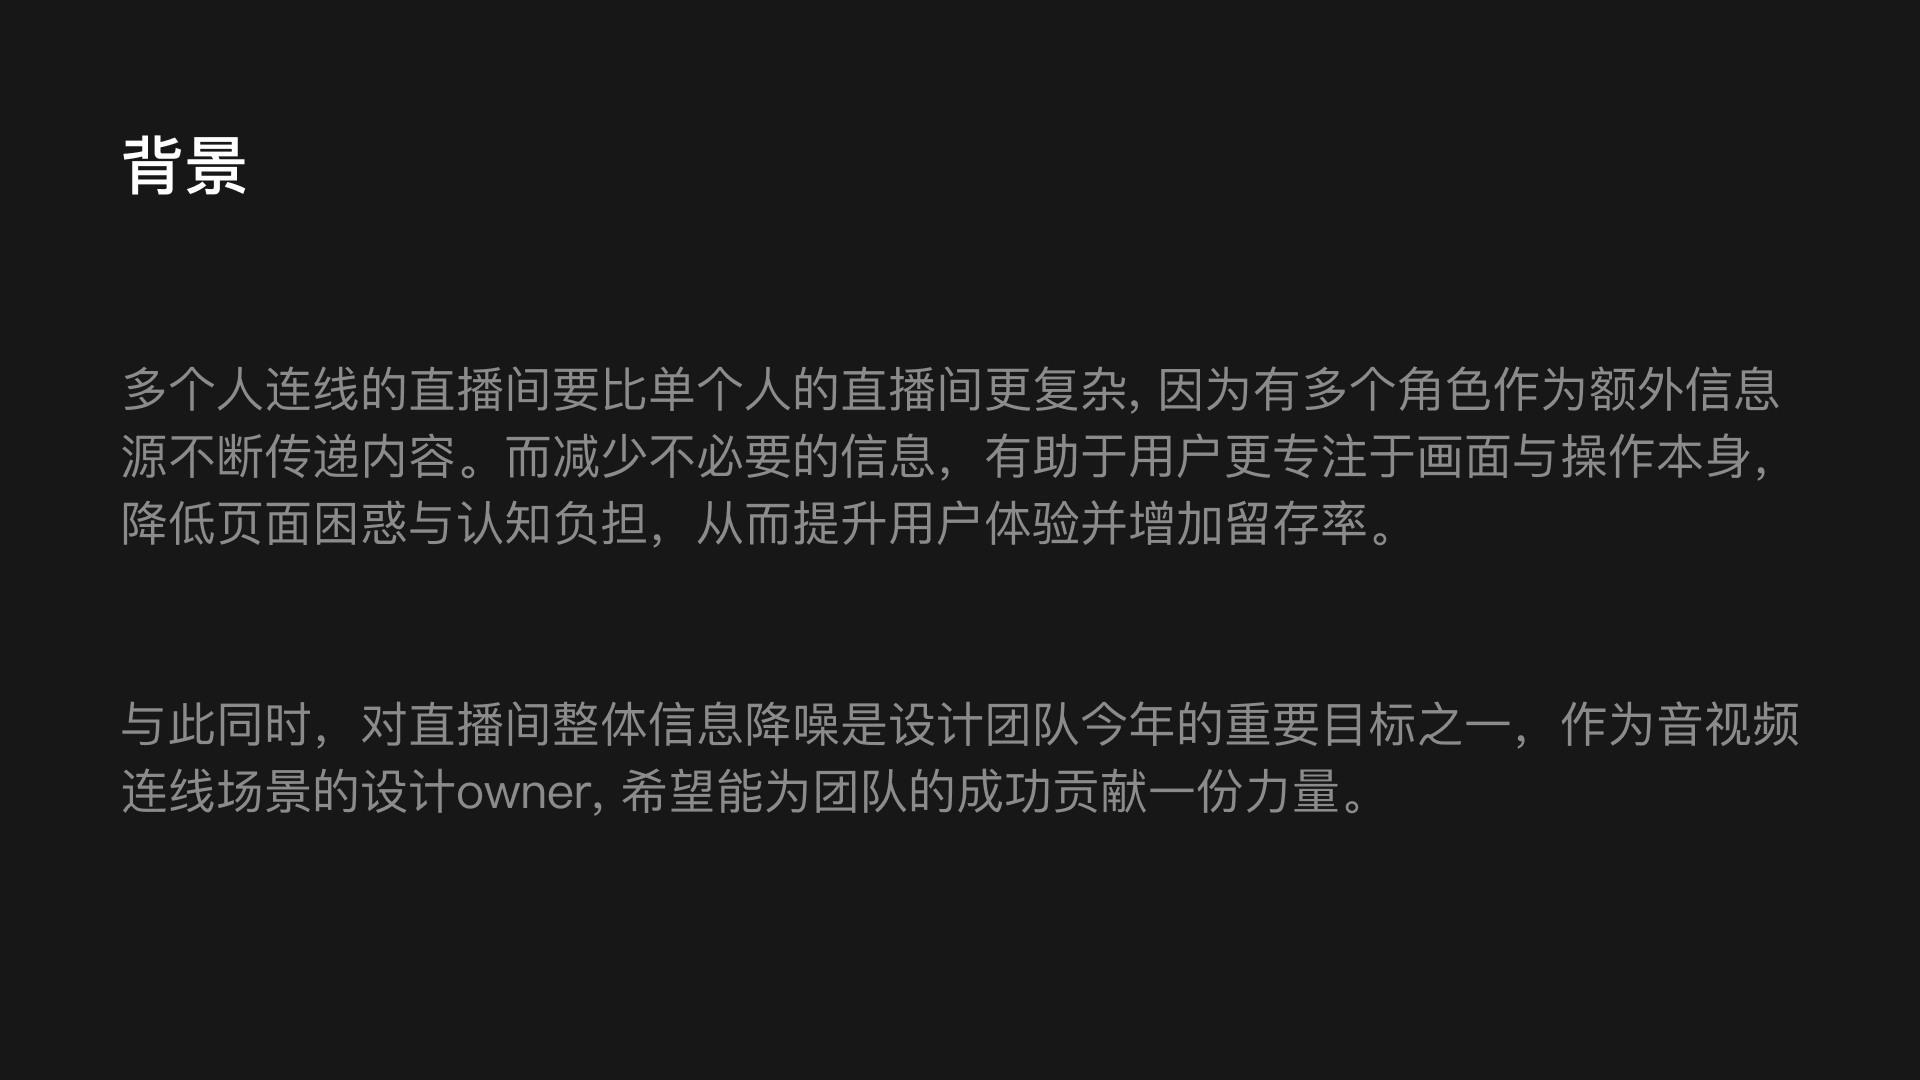 背景
多个人连线的直播间要比单个人的直播间更复杂, 因为有多个角色作为额外信息
源不断传递内容。而减少不必要的信息，有助于用户更专注于画面与操作本身，
降低页面困惑与认知负担，从而提升用户体验并增加留存率。
与此同时，对直播间整体信息降噪是设计团队今年的重要目标之一，作为音视频
连线场景的设计owner, 希望能为团队的成功贡献一份力量。